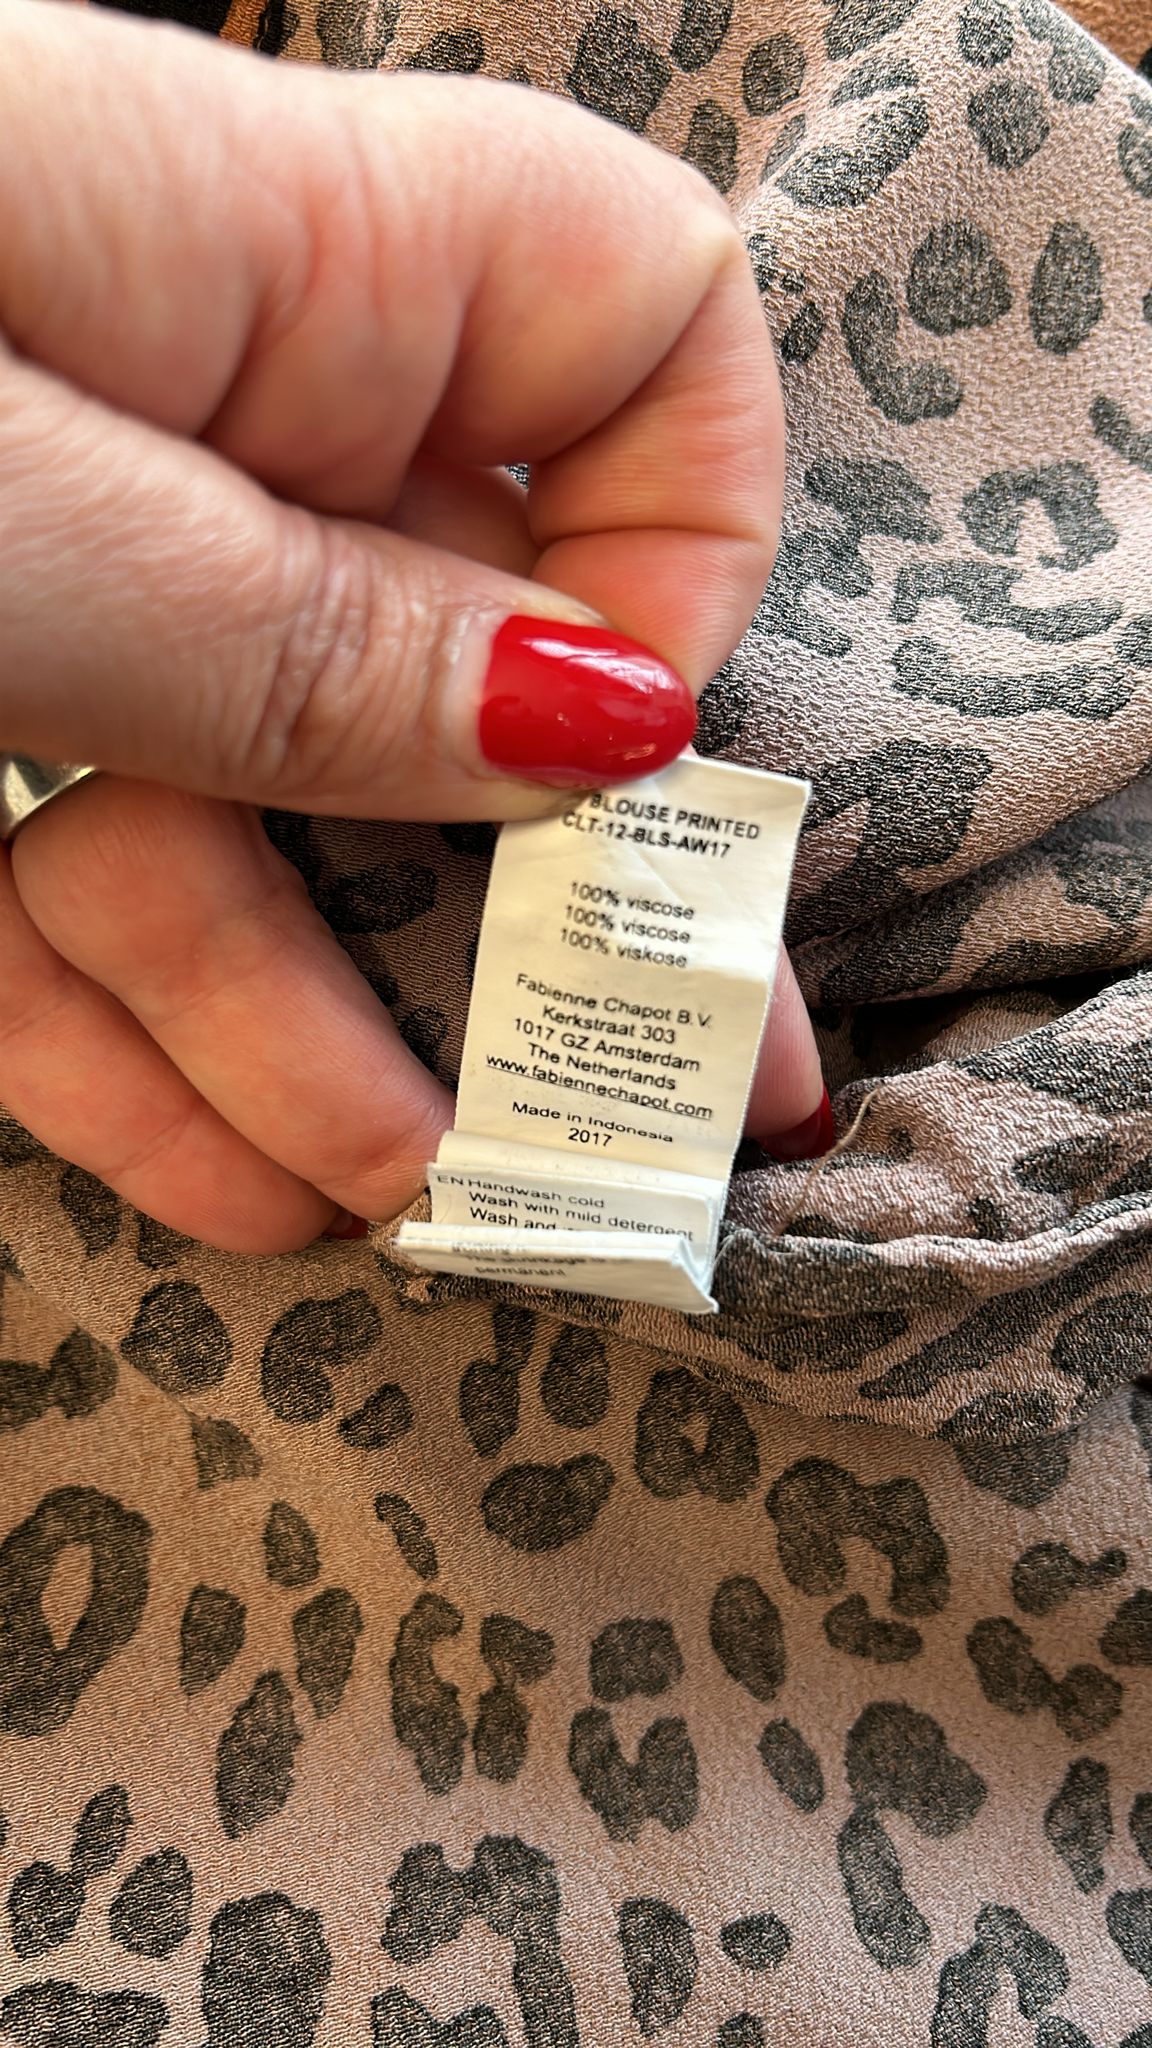 BLOUSE PRINTED
CLT-12-BLS-AW17
100% viscose
100% viscose
100% viskose
Fabienne Chapot B.V.
Kerkstraat 303
1017 GZ Amsterdam
The Netherlands
www.fabiennechapot.com
Made in Indonesia
2017
EN Handwash cold
Wash with mild detergent
Wash and
shrinkage
permanent